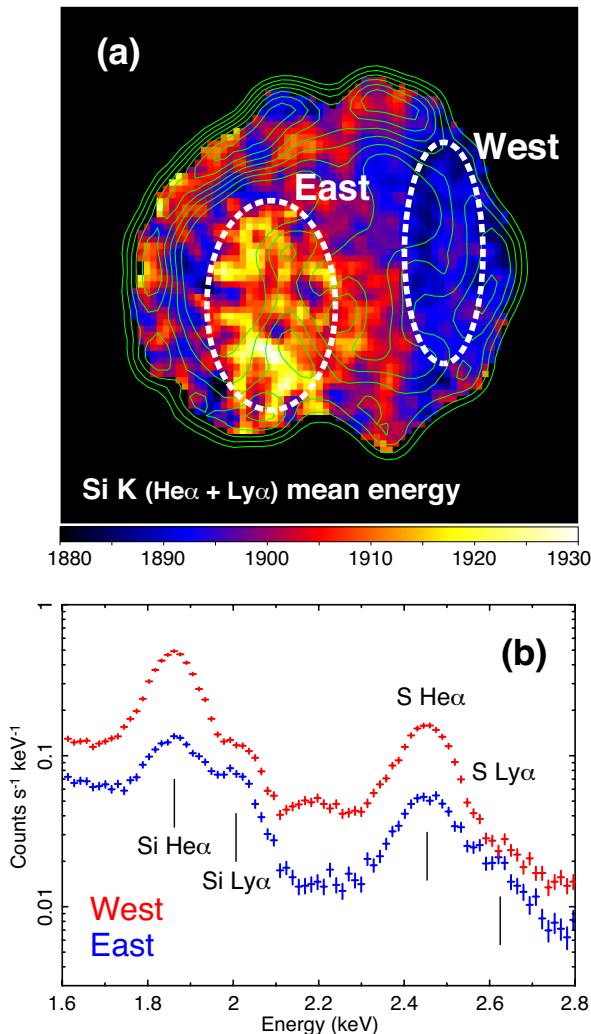 (a)
West
East
Si K (Heα + Lyα) mean energy
1880 1890 1900 1910 1920 1930
(b)
1
0.1
0.01
Counts s⁻¹ keV⁻¹
S Heα
S Lyα
Si Heα
Si Lyα
West
East
1.6 1.8 2 2.2 2.4 2.6 2.8
Energy (keV)